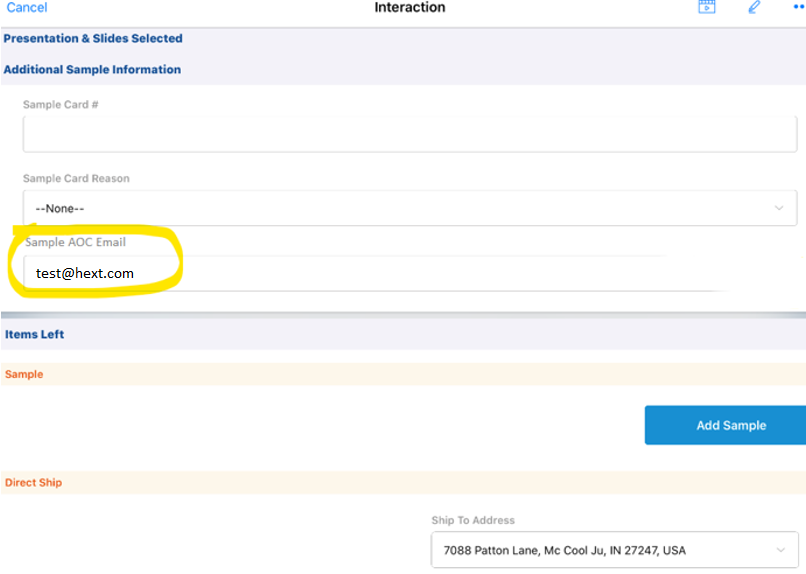 Cancel
Interaction
Presentation & Slides Selected
Additional Sample Information
Sample Card #
Sample Card Reason
--None--
Sample AOC Email
test@hext.com
Items Left
Sample
Add Sample
Direct Ship
Ship To Address
7088 Patton Lane, Mc Cool Ju, IN 27247, USA